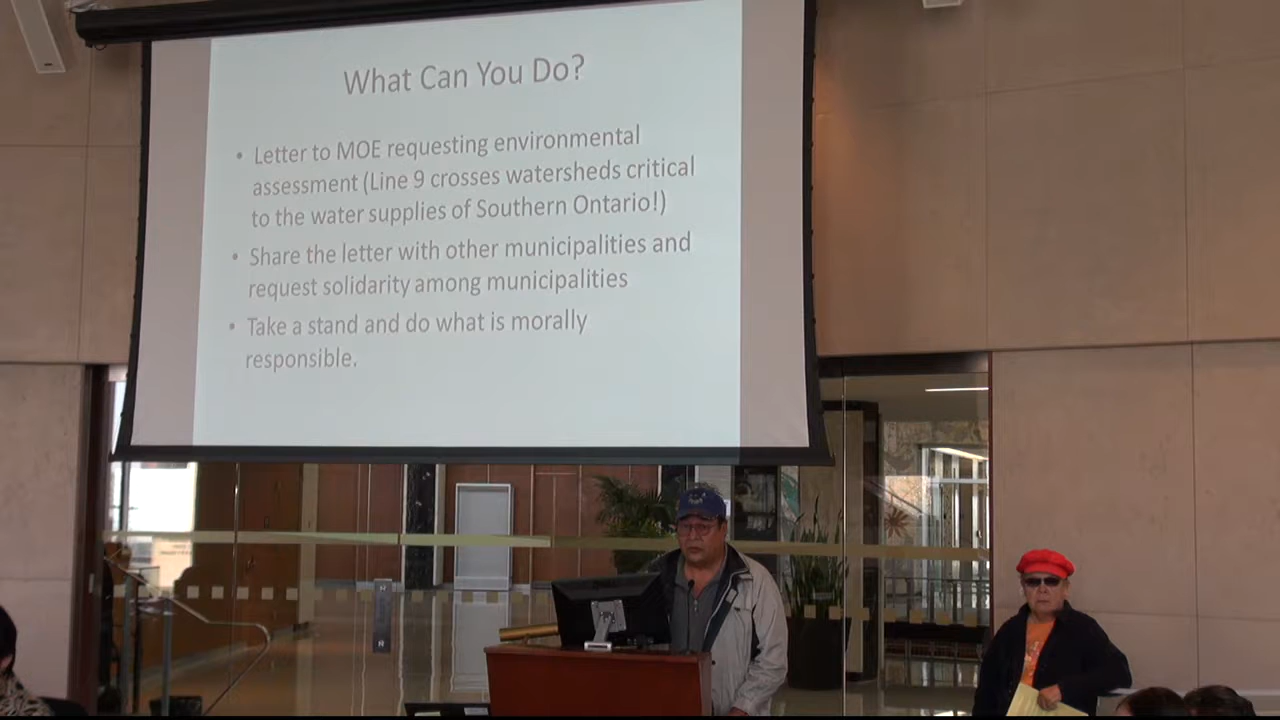 What Can You Do?
• Letter to MOE requesting environmental
assessment (Line 9 crosses watersheds critical
to the water supplies of Southern Ontario!)
• Share the letter with other municipalities and
request solidarity among municipalities
• Take a stand and do what is morally
responsible.